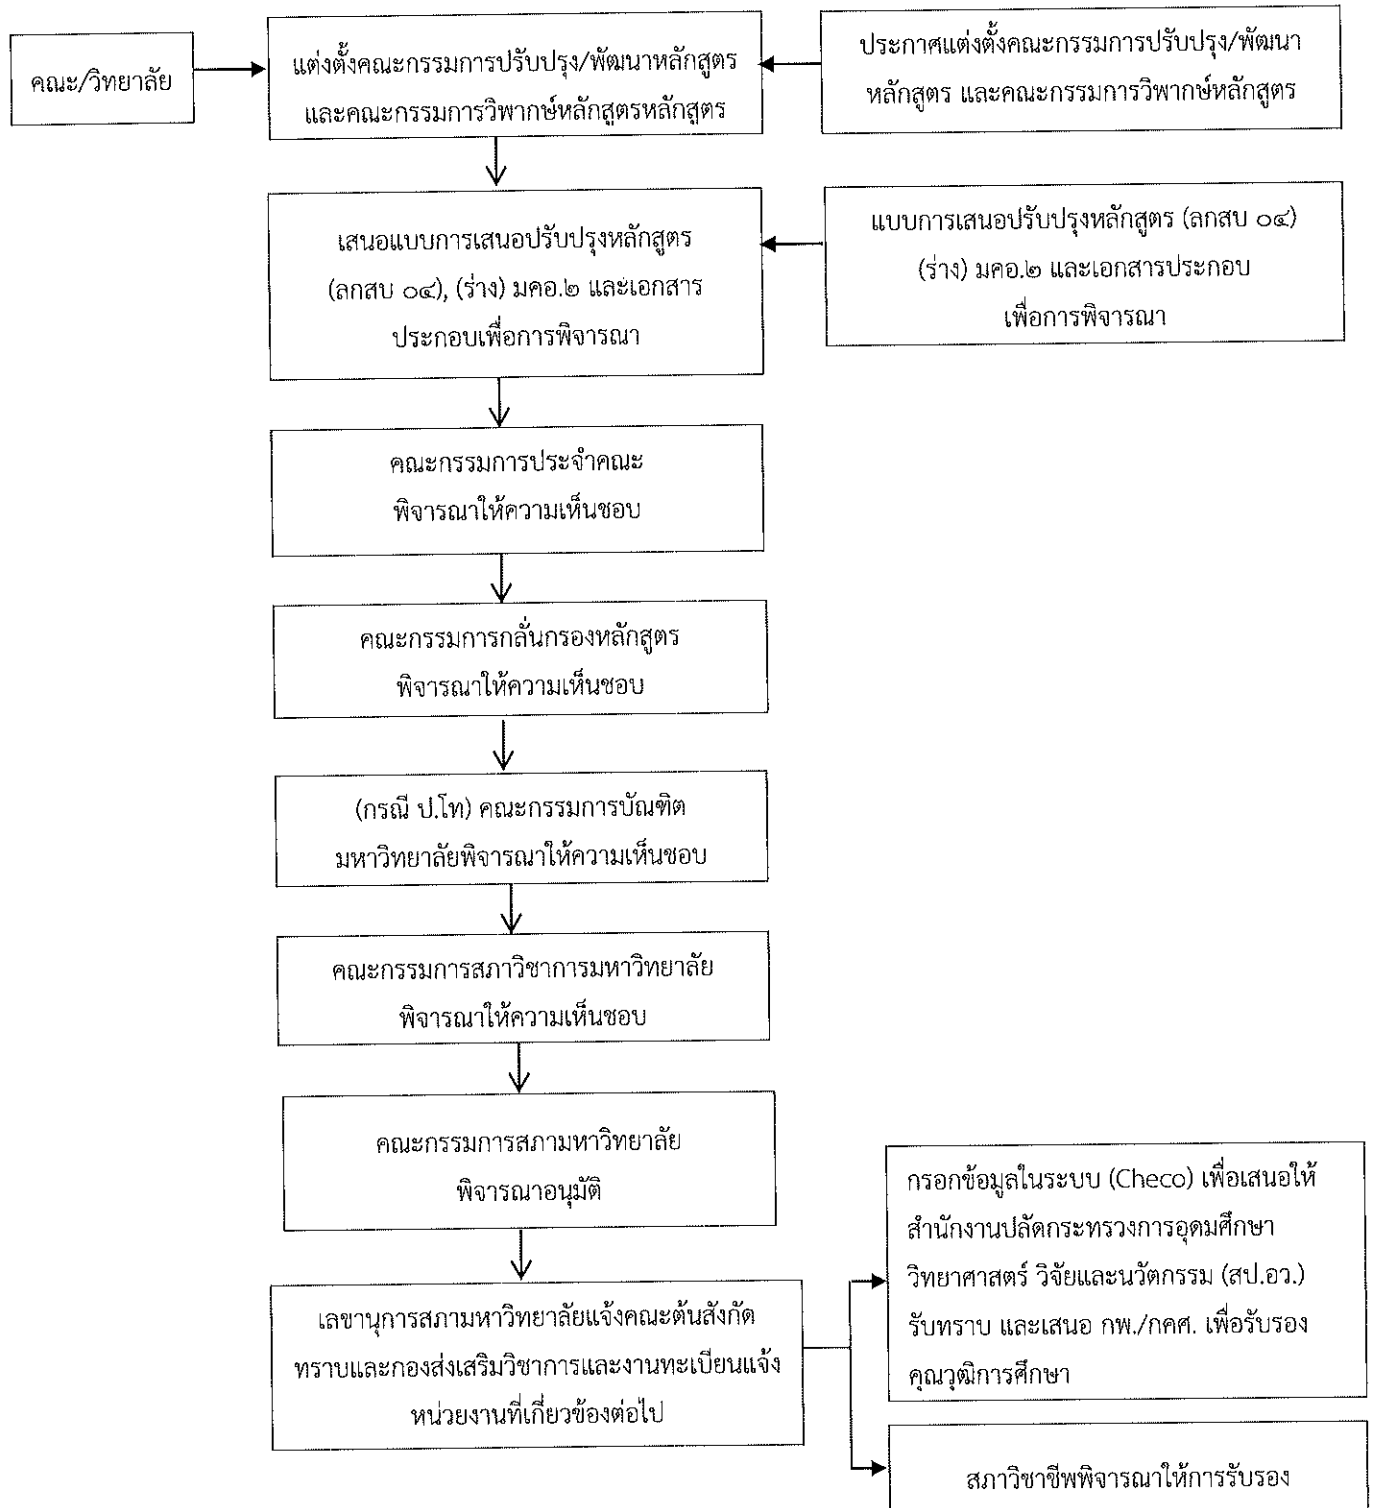 คณะ/วิทยาลัย
แต่งตั้งคณะกรรมการปรับปรุง/พัฒนาหลักสูตร
และคณะกรรมการวิพากษ์หลักสูตรหลักสูตร
ประกาศแต่งตั้งคณะกรรมการปรับปรุง/พัฒนา
หลักสูตร และคณะกรรมการวิพากษ์หลักสูตร
เสนอแบบการเสนอปรับปรุงหลักสูตร
(ลกสบ ๐๔), (ร่าง) มคอ.๒ และเอกสาร
ประกอบเพื่อการพิจารณา
แบบการเสนอปรับปรุงหลักสูตร (ลกสบ ๐๔)
(ร่าง) มคอ.๒ และเอกสารประกอบ
เพื่อการพิจารณา
คณะกรรมการประจำคณะ
พิจารณาให้ความเห็นชอบ
คณะกรรมการกลั่นกรองหลักสูตร
พิจารณาให้ความเห็นชอบ
(กรณี ป.โท) คณะกรรมการบัณฑิต
มหาวิทยาลัยพิจารณาให้ความเห็นชอบ
คณะกรรมการสภาวิชาการมหาวิทยาลัย
พิจารณาให้ความเห็นชอบ
คณะกรรมการสภามหาวิทยาลัย
พิจารณาอนุมัติ
เลขานุการสภามหาวิทยาลัยแจ้งคณะต้นสังกัด
ทราบและกองส่งเสริมวิชาการและงานทะเบียนแจ้ง
หน่วยงานที่เกี่ยวข้องต่อไป
กรอกข้อมูลในระบบ (Checo) เพื่อเสนอให้
สำนักงานปลัดกระทรวงการอุดมศึกษา
วิทยาศาสตร์ วิจัยและนวัตกรรม (สป.อว.)
รับทราบ และเสนอ กพ./กคศ. เพื่อรับรอง
คุณวุฒิการศึกษา
สภาวิชาชีพพิจารณาให้การรับรอง